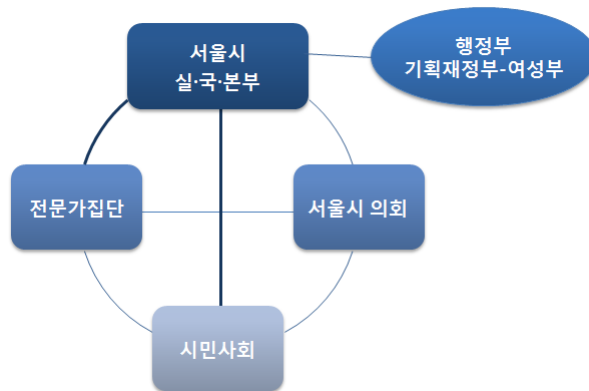 서울시
실·국·본부
행정부
기획재정부-여성부
전문가집단
서울시 의회
시민사회